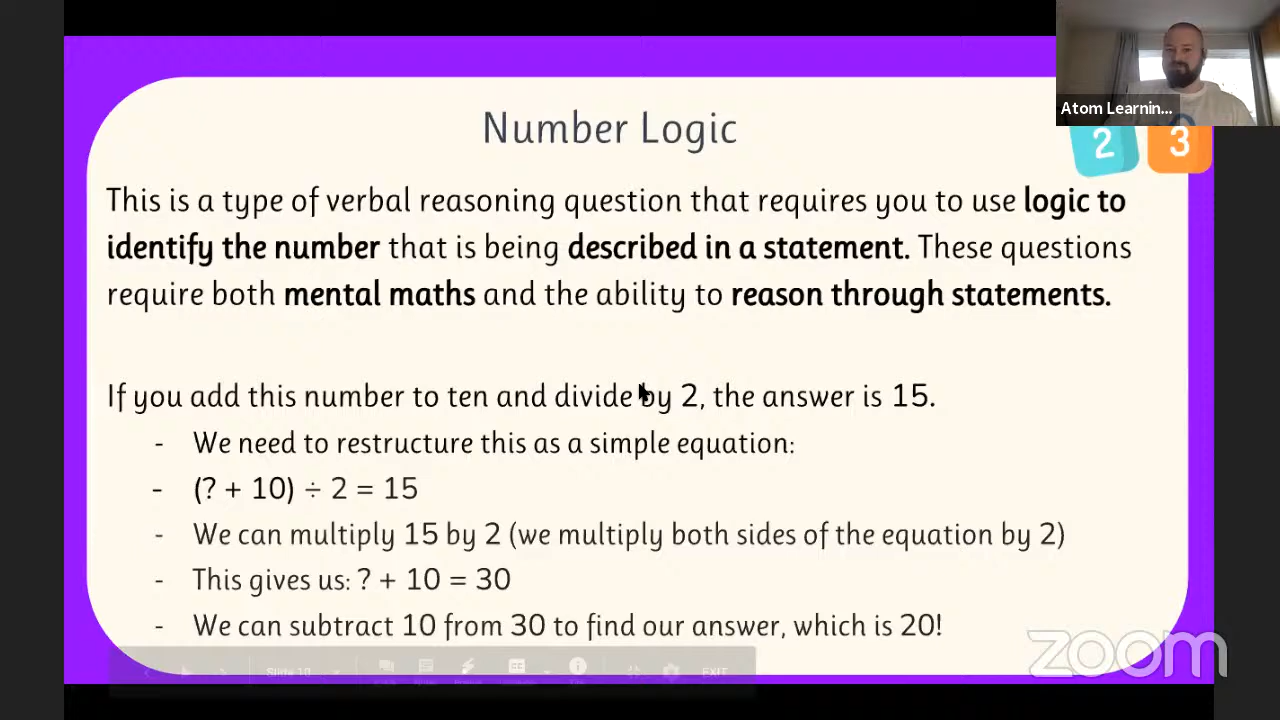 Atom Learnin...
Number Logic
2 3
This is a type of verbal reasoning question that requires you to use logic to
identify the number that is being described in a statement. These questions
require both mental maths and the ability to reason through statements.
If you add this number to ten and divide by 2, the answer is 15.
- We need to restructure this as a simple equation:
- (? + 10) ÷ 2 = 15
- We can multiply 15 by 2 (we multiply both sides of the equation by 2)
- This gives us: ? + 10 = 30
- We can subtract 10 from 30 to find our answer, which is 20!
zoom
Slide 10 EXIT